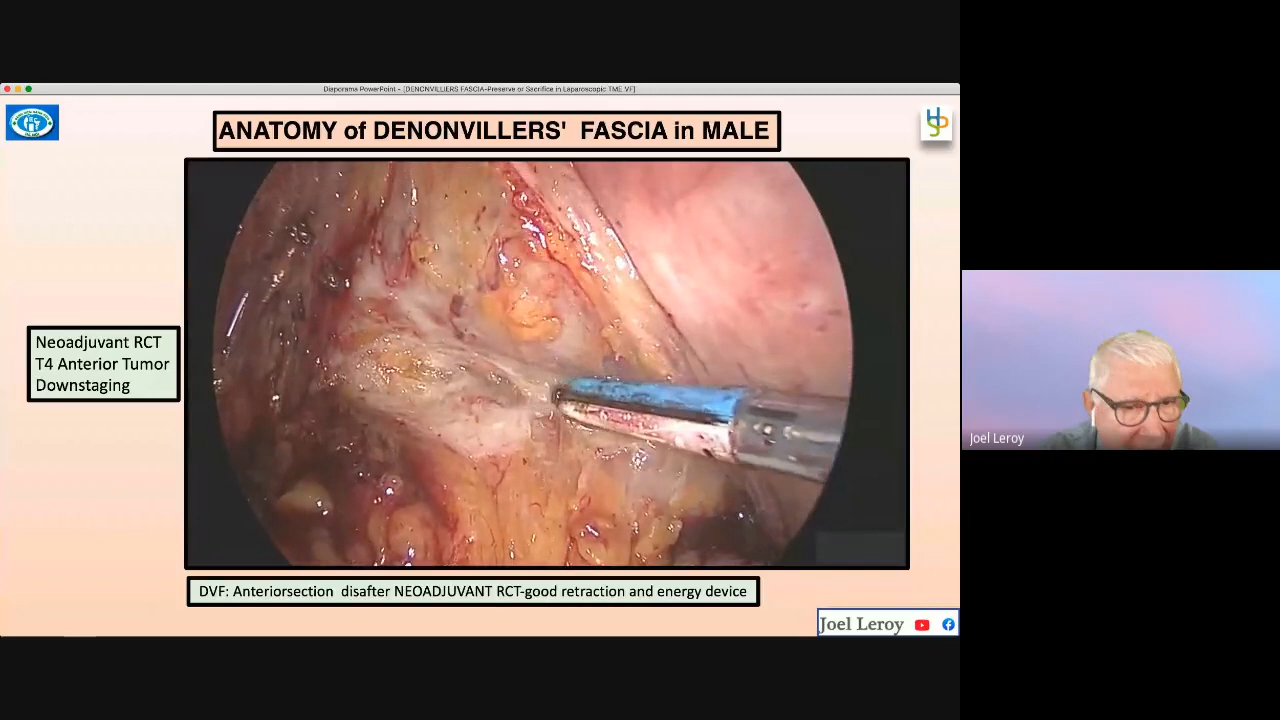 Diaporama PowerPoint - [DENONVILLIERS FASCIA-Preserve or Sacrifice in Laparoscopic TME.VF]
ANATOMY of DENONVILLERS' FASCIA in MALE
Neoadjuvant RCT
T4 Anterior Tumor
Downstaging
DVF: Anteriorsection disafter NEOADJUVANT RCT-good retraction and energy device
Joel Leroy
Joel Leroy